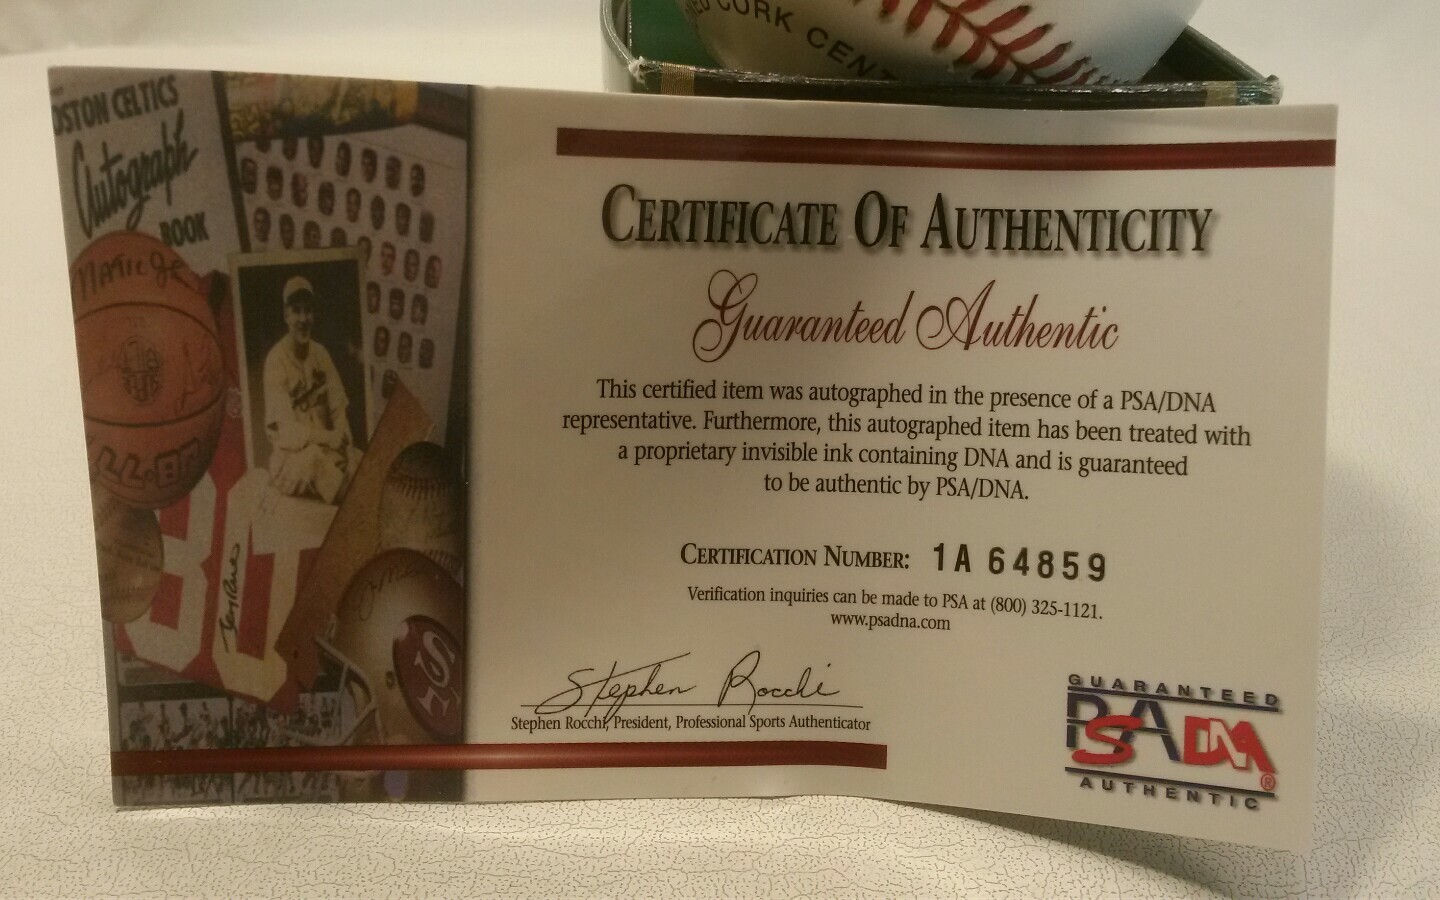 CORK CENT
BOSTON CELTICS
Autograph
BOOK
CERTIFICATE OF AUTHENTICITY
Guaranteed Authentic
This certified item was autographed in the presence of a PSA/DNA
representative. Furthermore, this autographed item has been treated with
a proprietary invisible ink containing DNA and is guaranteed
to be authentic by PSA/DNA.
CERTIFICATION NUMBER: 1A 64859
Verification inquiries can be made to PSA at (800) 325-1121.
www.psadna.com
Stephen Rocchi
Stephen Rocchi, President, Professional Sports Authenticator
GUARANTEED
PSA DNA
®
AUTHENTIC